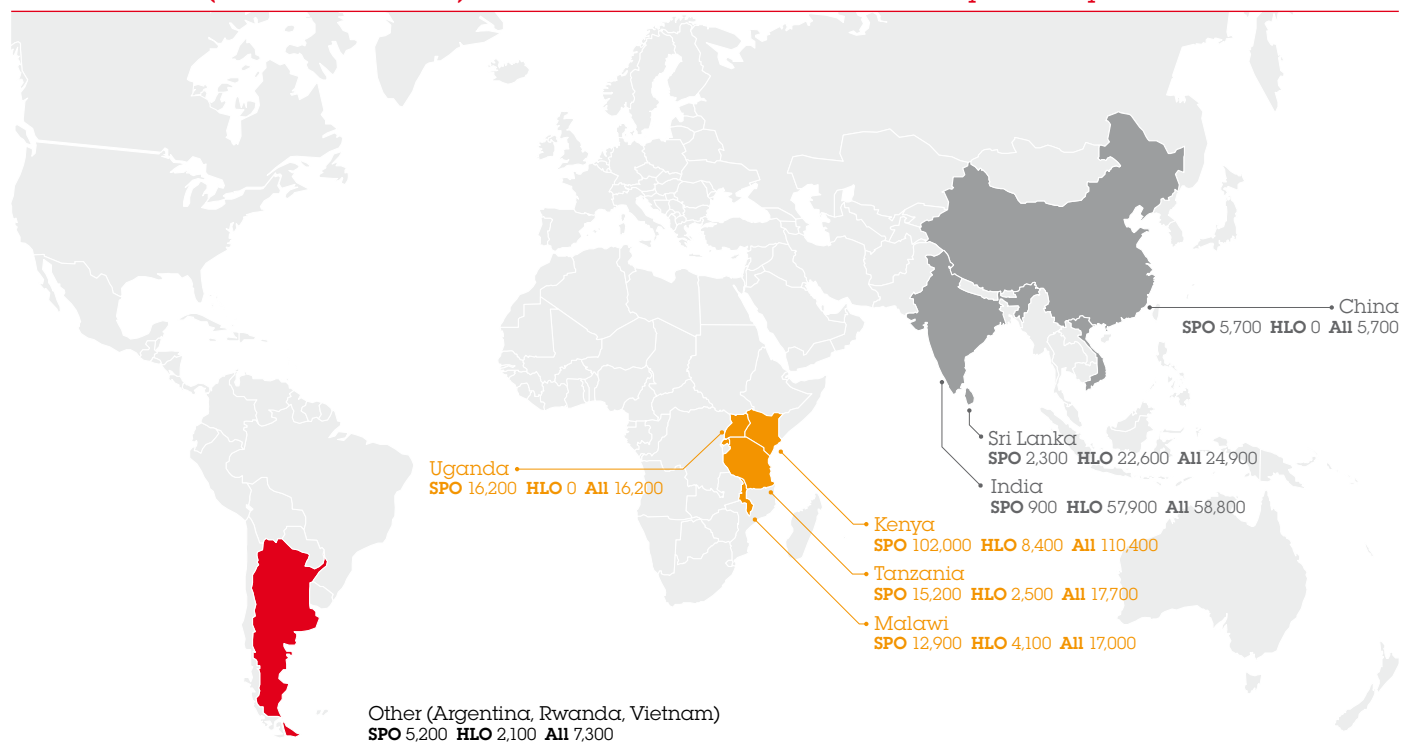 China
SPO 5,700 HLO 0 All 5,700
Sri Lanka
SPO 2,300 HLO 22,600 All 24,900
India
SPO 900 HLO 57,900 All 58,800
Uganda
SPO 16,200 HLO 0 All 16,200
Kenya
SPO 102,000 HLO 8,400 All 110,400
Tanzania
SPO 15,200 HLO 2,500 All 17,700
Malawi
SPO 12,900 HLO 4,100 All 17,000
Other (Argentina, Rwanda, Vietnam)
SPO 5,200 HLO 2,100 All 7,300